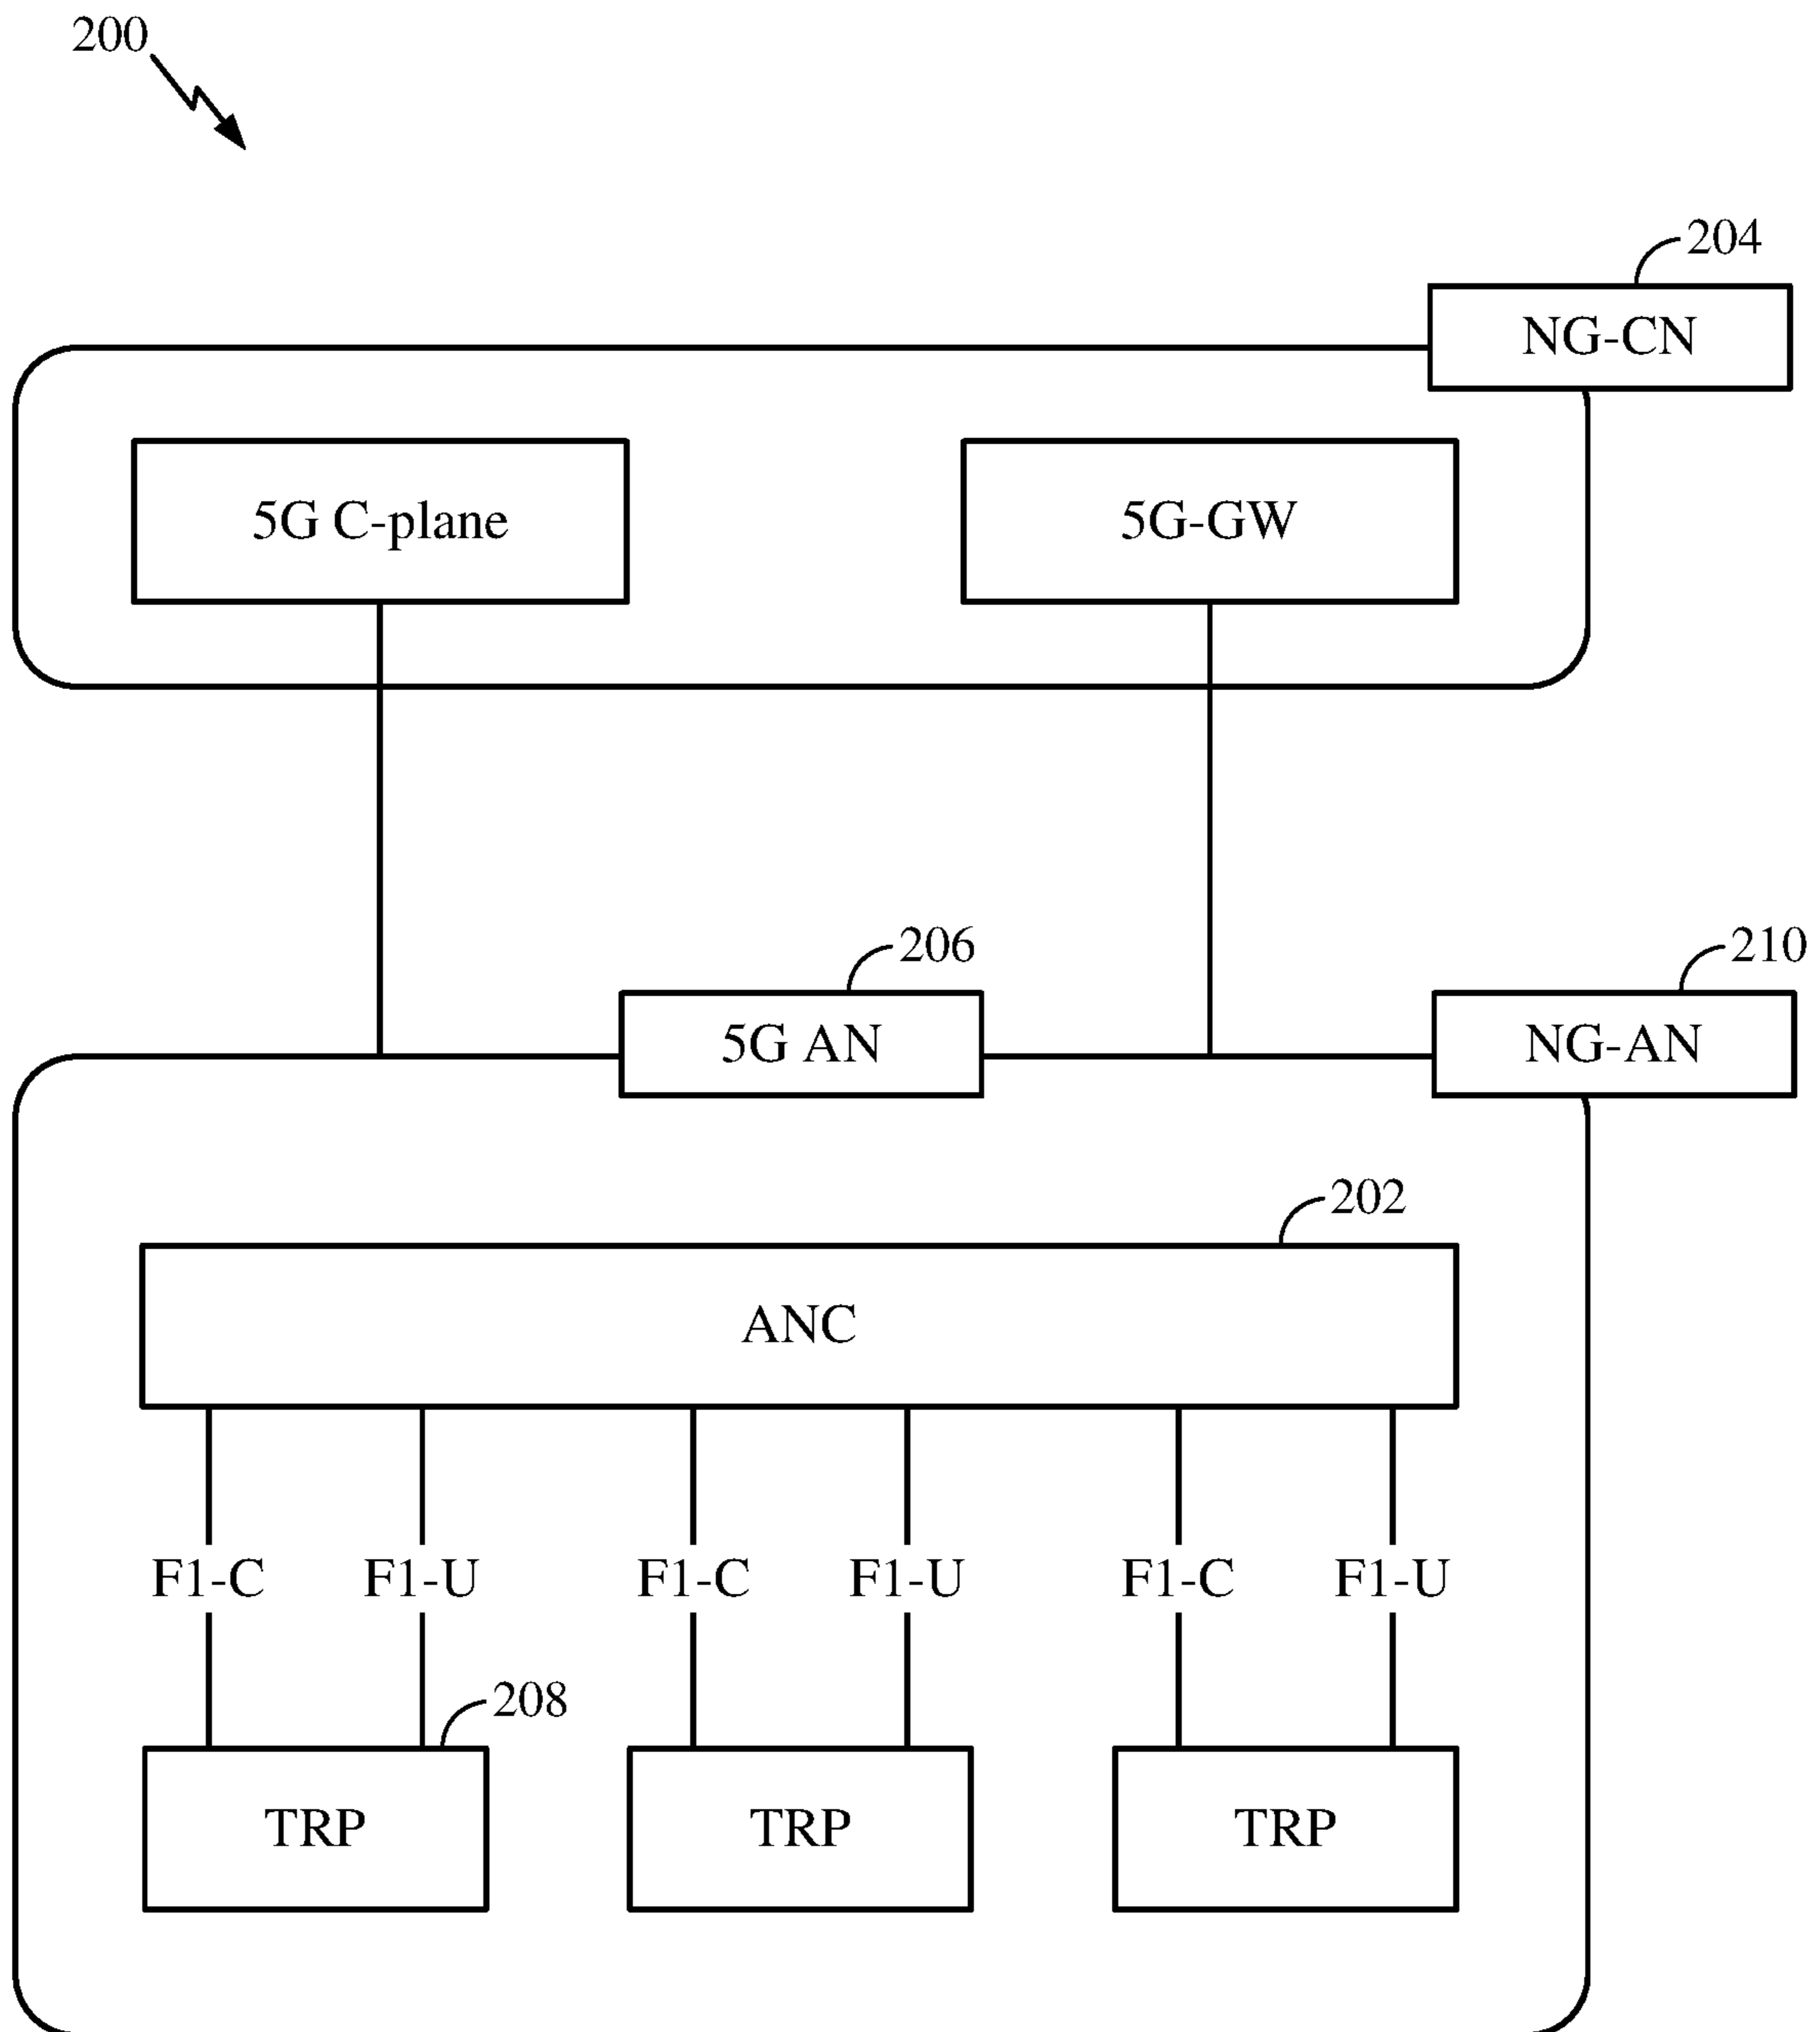 200
204
NG-CN
5G C-plane
5G-GW
206
210
5G AN
NG-AN
202
ANC
F1-C
F1-U
F1-C
F1-U
F1-C
F1-U
208
TRP
TRP
TRP